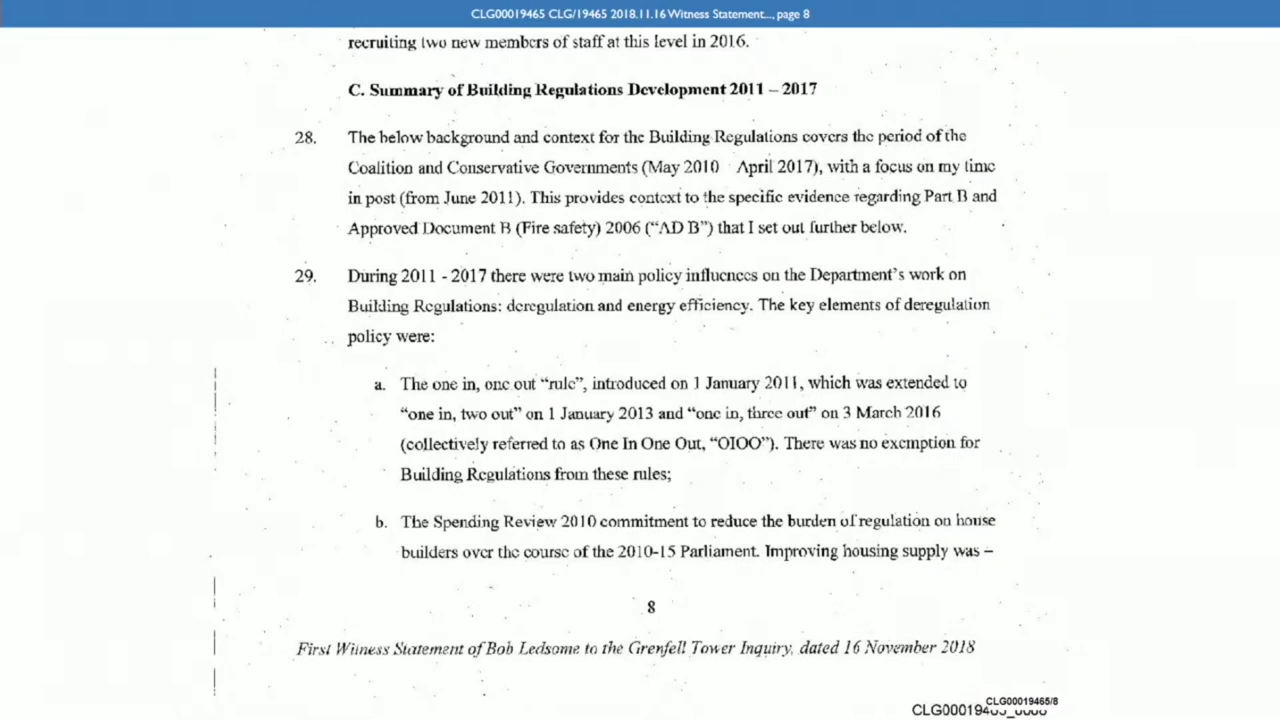 CLG00019465 CLG/19465 2018.11.16 Witness Statement..., page 8
recruiting two new members of staff at this level in 2016.
C. Summary of Building Regulations Development 2011 – 2017
28. The below background and context for the Building Regulations covers the period of the
Coalition and Conservative Governments (May 2010 April 2017), with a focus on my time
in post (from June 2011). This provides context to the specific evidence regarding Part B and
Approved Document B (Fire safety) 2006 (“AD B”) that I set out further below.
29. During 2011 - 2017 there were two main policy influences on the Department’s work on
Building Regulations: deregulation and energy efficiency. The key elements of deregulation
policy were:
a. The one in, one out “rule”, introduced on 1 January 2011, which was extended to
“one in, two out” on 1 January 2013 and “one in, three out” on 3 March 2016
(collectively referred to as One In One Out, “OIOO”). There was no exemption for
Building Regulations from these rules;
b. The Spending Review 2010 commitment to reduce the burden of regulation on house
builders over the course of the 2010-15 Parliament. Improving housing supply was –
8
First Witness Statement of Bob Ledsome to the Grenfell Tower Inquiry, dated 16 November 2018
CLG00019465/8